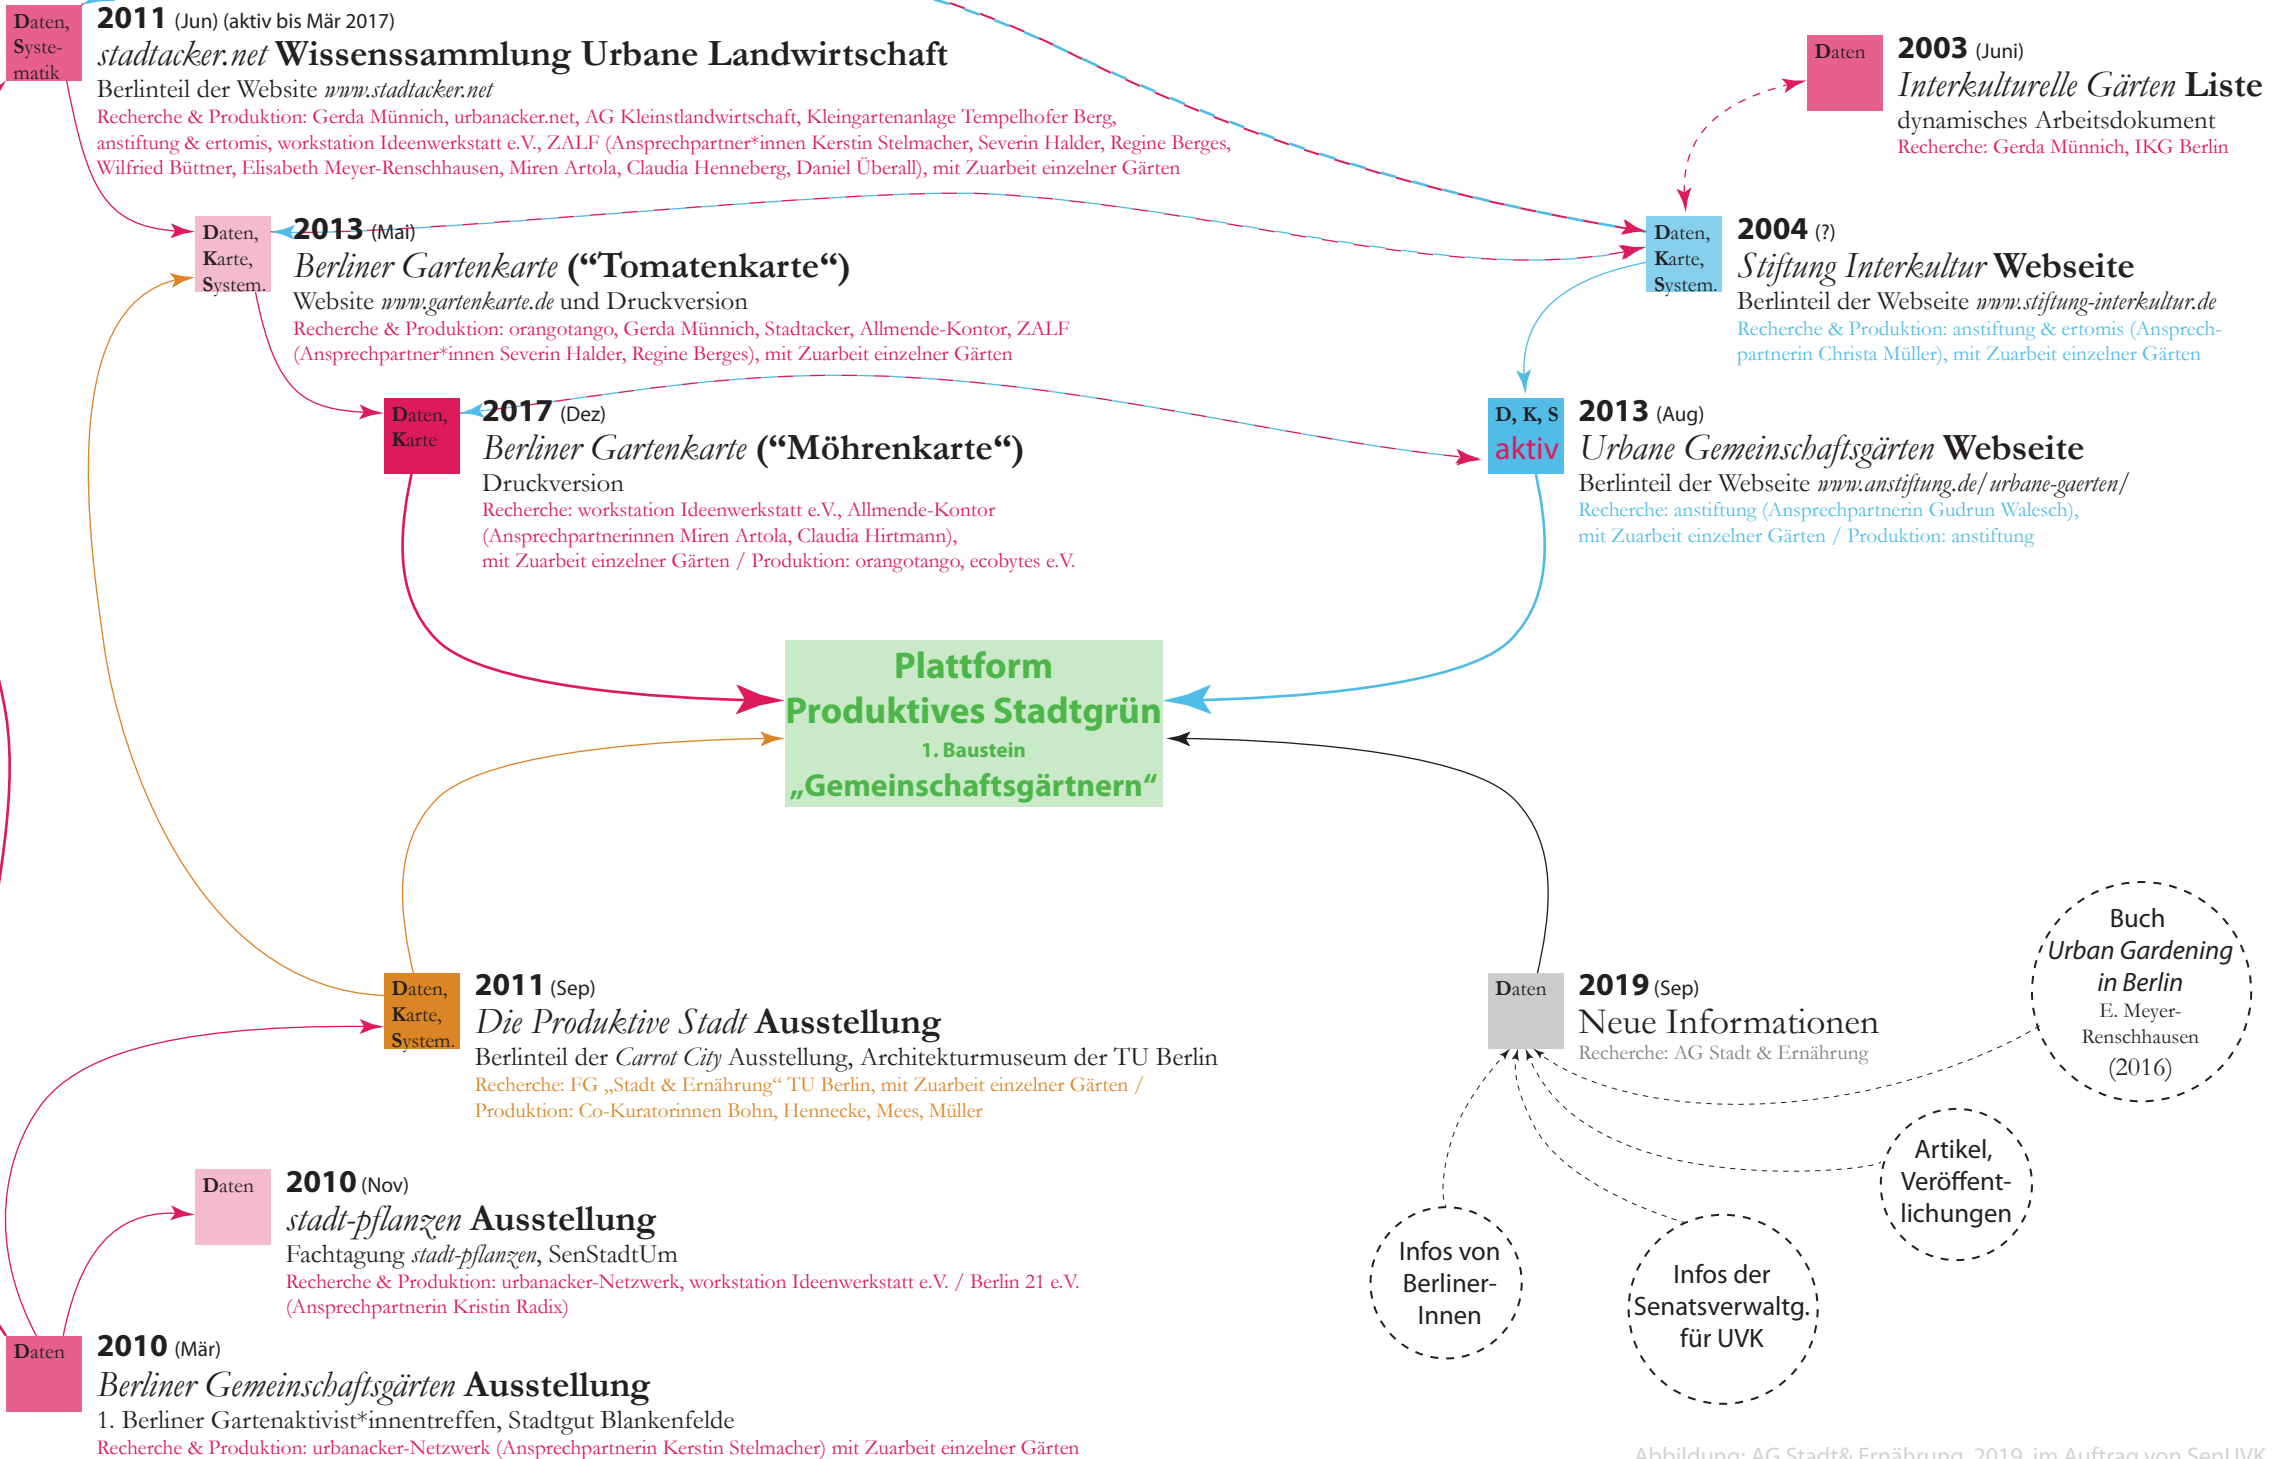 Daten,
Syste-
matik
2011 (Jun) (aktiv bis Mär 2017)
stadtacker.net Wissenssammlung Urbane Landwirtschaft
Berlinteil der Website www.stadtacker.net
Recherche & Produktion: Gerda Münnich, urbanacker.net, AG Kleinstlandwirtschaft, Kleingartenanlage Tempelhofer Berg,
anstiftung & ertomis, workstation Ideenwerkstatt e.V., ZALF (Ansprechpartner*innen Kerstin Stelmacher, Severin Halder, Regine Berges,
Wilfried Büttner, Elisabeth Meyer-Renschhausen, Miren Artola, Claudia Henneberg, Daniel Überall), mit Zuarbeit einzelner Gärten
Daten
2003 (Juni)
Interkulturelle Gärten Liste
dynamisches Arbeitsdokument
Recherche: Gerda Münnich, IKG Berlin
Daten,
Karte,
System.
2013 (Mai)
Berliner Gartenkarte (“Tomatenkarte“)
Website www.gartenkarte.de und Druckversion
Recherche & Produktion: orangotango, Gerda Münnich, Stadtacker, Allmende-Kontor, ZALF
(Ansprechpartner*innen Severin Halder, Regine Berges), mit Zuarbeit einzelner Gärten
Daten,
Karte,
System.
2004 (?)
Stiftung Interkultur Webseite
Berlinteil der Webseite www.stiftung-interkultur.de
Recherche & Produktion: anstiftung & ertomis (Ansprech-
partnerin Christa Müller), mit Zuarbeit einzelner Gärten
Daten,
Karte
2017 (Dez)
Berliner Gartenkarte (“Möhrenkarte“)
Druckversion
Recherche: workstation Ideenwerkstatt e.V., Allmende-Kontor
(Ansprechpartnerinnen Miren Artola, Claudia Hirtmann),
mit Zuarbeit einzelner Gärten / Produktion: orangotango, ecobytes e.V.
D, K, S
aktiv
2013 (Aug)
Urbane Gemeinschaftsgärten Webseite
Berlinteil der Webseite www.anstiftung.de/urbane-gaerten/
Recherche: anstiftung (Ansprechpartnerin Gudrun Walesch),
mit Zuarbeit einzelner Gärten / Produktion: anstiftung
Plattform
Produktives Stadtgrün
1. Baustein
„Gemeinschaftsgärtnern“
Daten,
Karte,
System.
2011 (Sep)
Die Produktive Stadt Ausstellung
Berlinteil der Carrot City Ausstellung, Architekturmuseum der TU Berlin
Recherche: FG „Stadt & Ernährung“ TU Berlin, mit Zuarbeit einzelner Gärten /
Produktion: Co-Kuratorinnen Bohn, Hennecke, Mees, Müller
Daten
2019 (Sep)
Neue Informationen
Recherche: AG Stadt & Ernährung
Buch
Urban Gardening
in Berlin
E. Meyer-
Renschhausen
(2016)
Artikel,
Veröffent-
lichungen
Infos von
Berliner-
Innen
Infos der
Senatsverwaltg.
für UVK
Daten
2010 (Nov)
stadt-pflanzen Ausstellung
Fachtagung stadt-pflanzen, SenStadtUm
Recherche & Produktion: urbanacker-Netzwerk, workstation Ideenwerkstatt e.V. / Berlin 21 e.V.
(Ansprechpartnerin Kristin Radix)
Daten
2010 (Mär)
Berliner Gemeinschaftsgärten Ausstellung
1. Berliner Gartenaktivist*innentreffen, Stadtgut Blankenfelde
Recherche & Produktion: urbanacker-Netzwerk (Ansprechpartnerin Kerstin Stelmacher) mit Zuarbeit einzelner Gärten
Abbildung: AG Stadt& Ernährung, 2019, im Auftrag von SenUVK